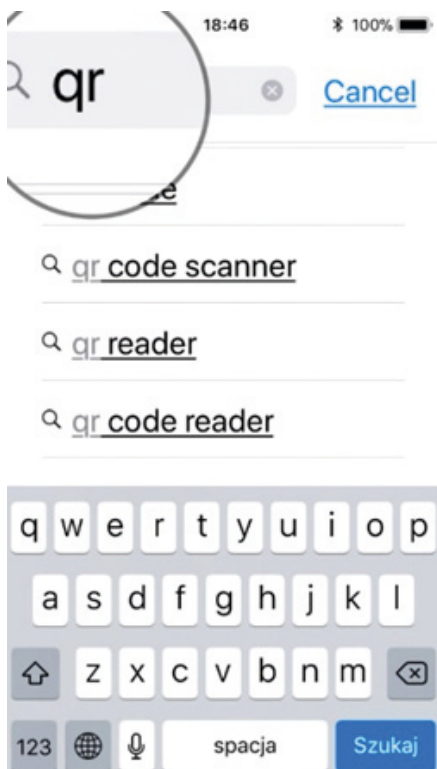 18:46
100%
qr
Cancel
qr code scanner
qr reader
qr code reader
q w e r t y u i o p
a s d f g h j k l
z x c v b n m
123 spacja Szukaj